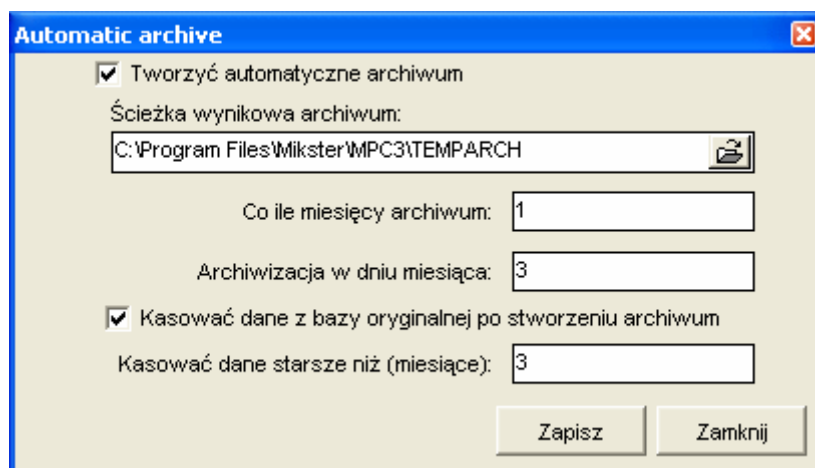 Automatic archive
Tworzyć automatyczne archiwum
Ścieżka wynikowa archiwum:
C:\Program Files\Mikster\MPC3\TEMPARCH
Co ile miesięcy archiwum: 1
Archiwizacja w dniu miesiąca: 3
Kasować dane z bazy oryginalnej po stworzeniu archiwum
Kasować dane starsze niż (miesiące): 3
Zapisz Zamknij